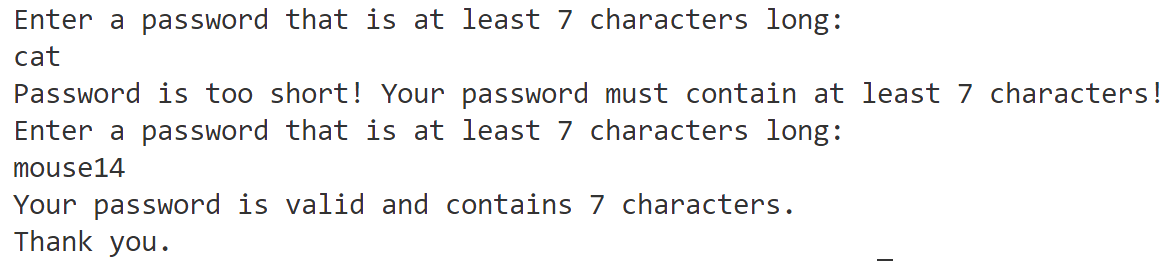 Enter a password that is at least 7 characters long:
cat
Password is too short! Your password must contain at least 7 characters!
Enter a password that is at least 7 characters long:
mouse14
Your password is valid and contains 7 characters.
Thank you.